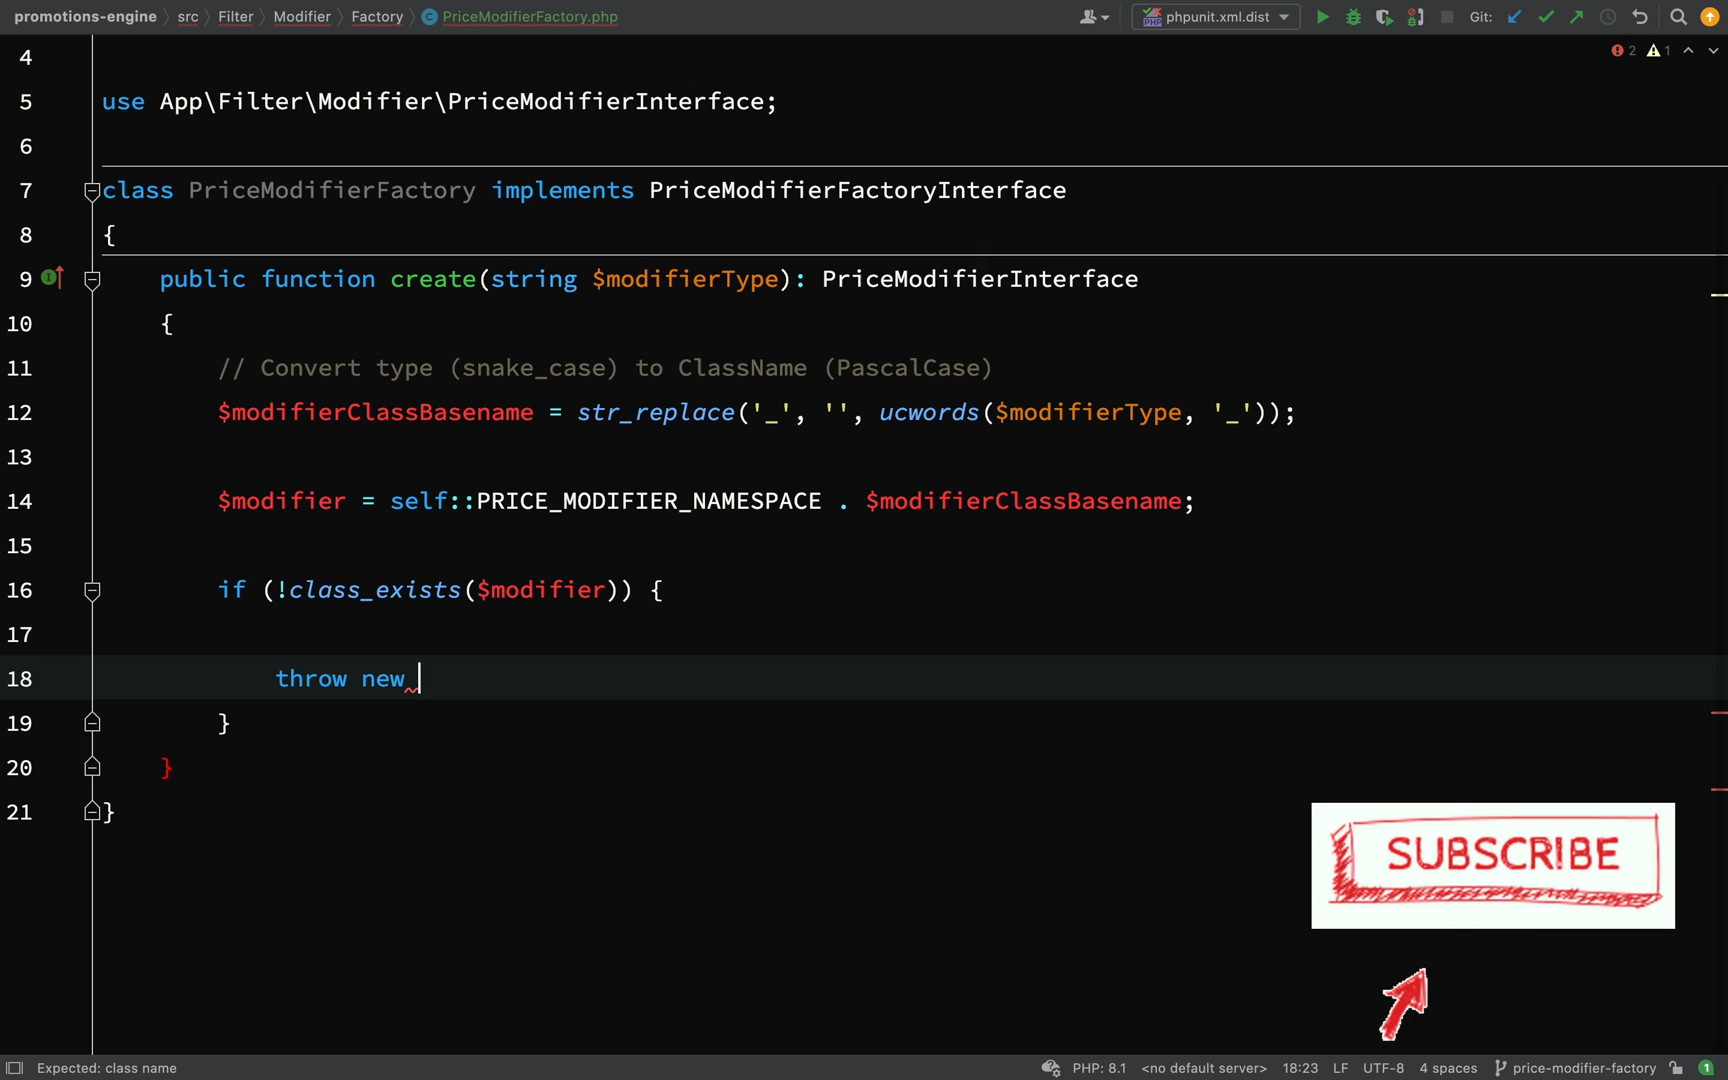 promotions-engine src Filter Modifier Factory PriceModifierFactory.php phpunit.xml.dist Git:
2 1
4
5 use App\Filter\Modifier\PriceModifierInterface;
6
7 class PriceModifierFactory implements PriceModifierFactoryInterface
8 {
9 public function create(string $modifierType): PriceModifierInterface
10 {
11 // Convert type (snake_case) to ClassName (PascalCase)
12 $modifierClassBasename = str_replace('_', '', ucwords($modifierType, '_'));
13
14 $modifier = self::PRICE_MODIFIER_NAMESPACE . $modifierClassBasename;
15
16 if (!class_exists($modifier)) {
17
18 throw new
19 }
20 }
21 }
SUBSCRIBE
Expected: class name PHP: 8.1 <no default server> 18:23 LF UTF-8 4 spaces price-modifier-factory 1